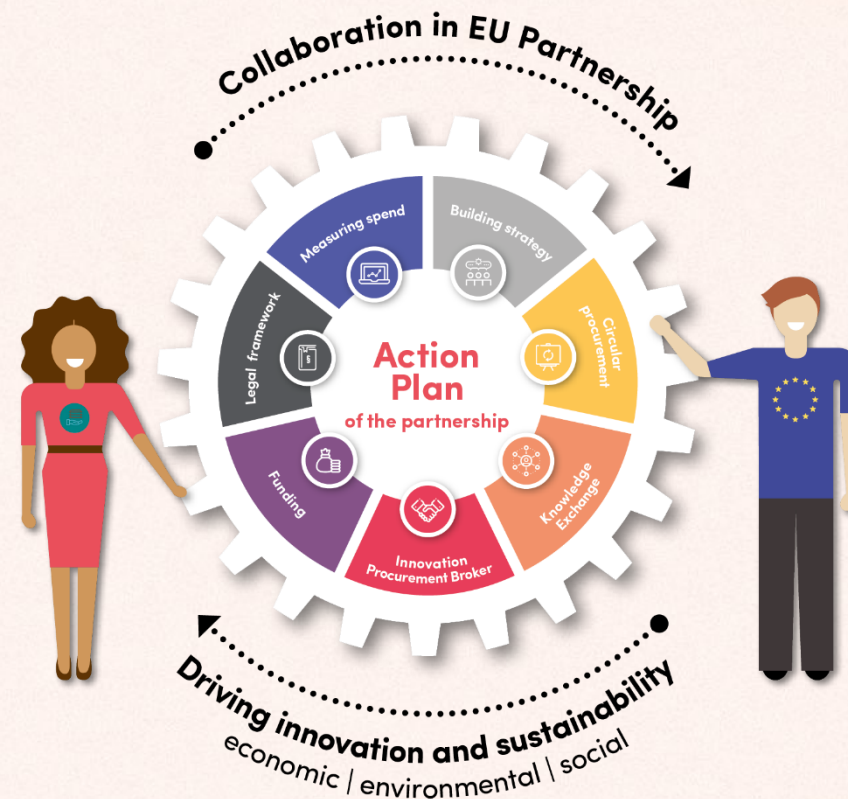 Collaboration in EU Partnership
Measuring spend
Building strategy
Legal framework
Circular
procurement
Action
Plan
of the partnership
Funding
Knowledge
Exchange
Innovation
Procurement Broker
Driving innovation and sustainability
economic | environmental | social